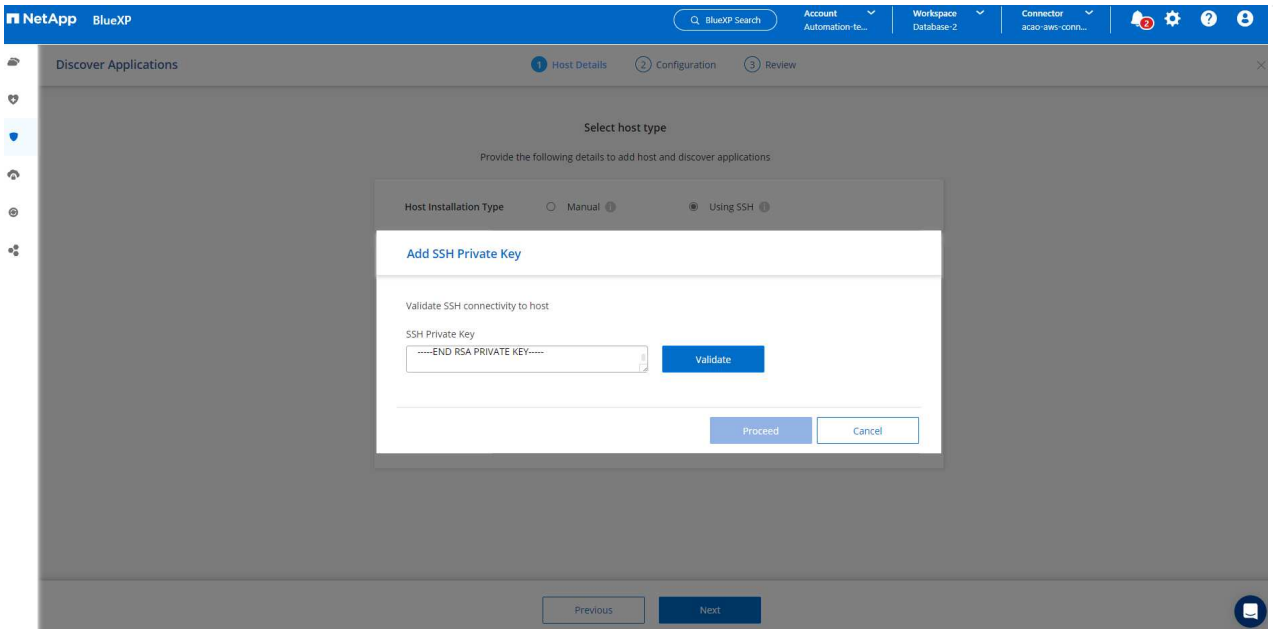 NetApp BlueXP
BlueXP Search
Account
Automation-te...
Workspace
Database-2
Connector
acao-aws-conn...
2
Discover Applications
1 Host Details
2 Configuration
3 Review
Select host type
Provide the following details to add host and discover applications
Host Installation Type
Manual
Using SSH
Add SSH Private Key
Validate SSH connectivity to host
SSH Private Key
-----END RSA PRIVATE KEY-----
Validate
Proceed
Cancel
Previous
Next